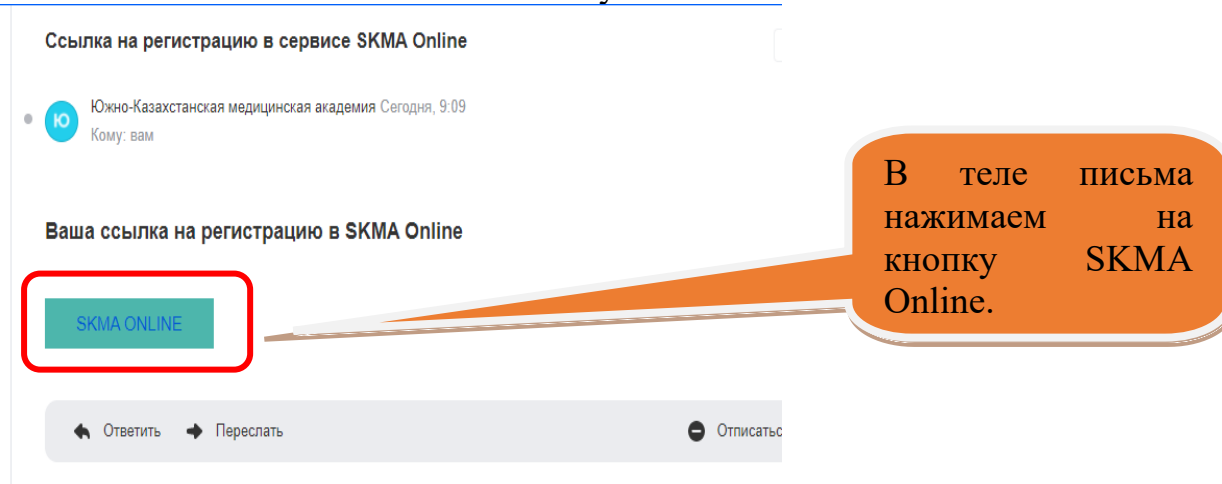 Ссылка на регистрацию в сервисе SKMA Online
Южно-Казахстанская медицинская академия Сегодня, 9:09
Ю
Кому: вам
Ваша ссылка на регистрацию в SKMA Online
SKMA ONLINE
В теле письма
нажимаем на
кнопку SKMA
Online.
Ответить Переслать
Отписатьс